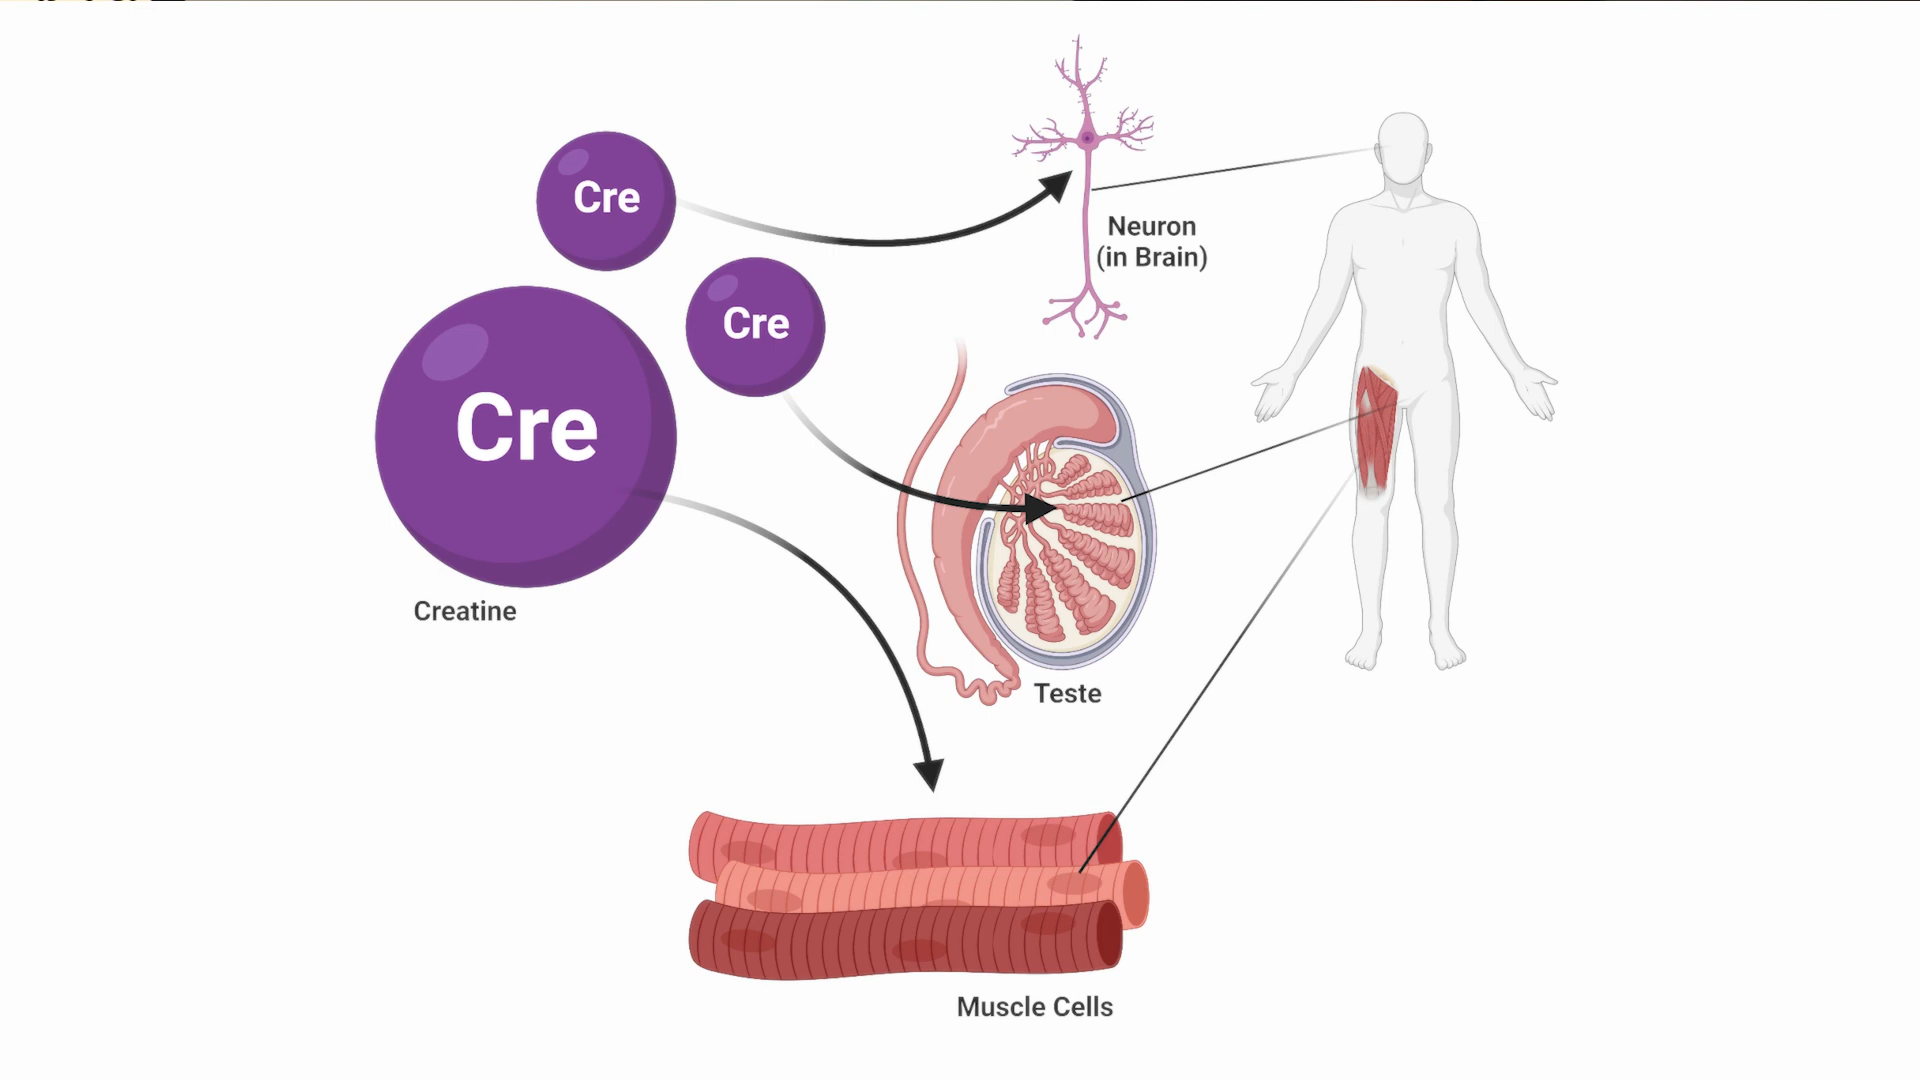 Cre
Neuron
(in Brain)
Cre
Cre
Creatine
Teste
Muscle Cells